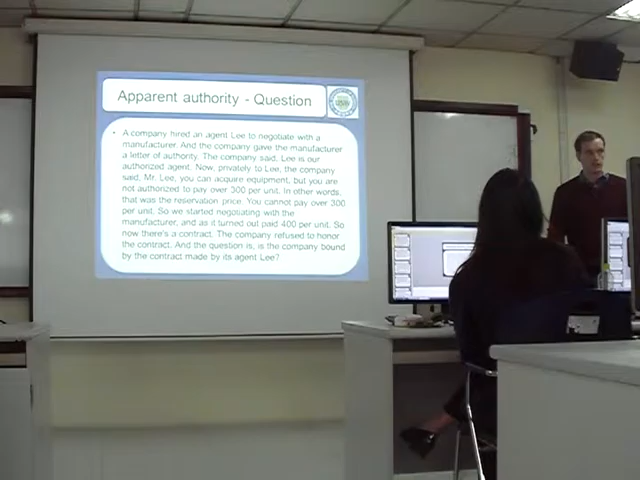 Apparent authority - Question
• A company hired an agent Lee to negotiate with a
manufacturer. And the company gave the manufacturer
a letter of authority. The company said, Lee is our
authorized agent. Now, privately to Lee, the company
said, Mr. Lee, you can acquire equipment, but you are
not authorized to pay over 300 per unit. In other words,
that was the reservation price. You cannot pay over 300
per unit. So we started negotiating with the
manufacturer, and as it turned out paid 400 per unit. So
now there's a contract. The company refused to honor
the contract. And the question is, is the company bound
by the contract made by its agent Lee?